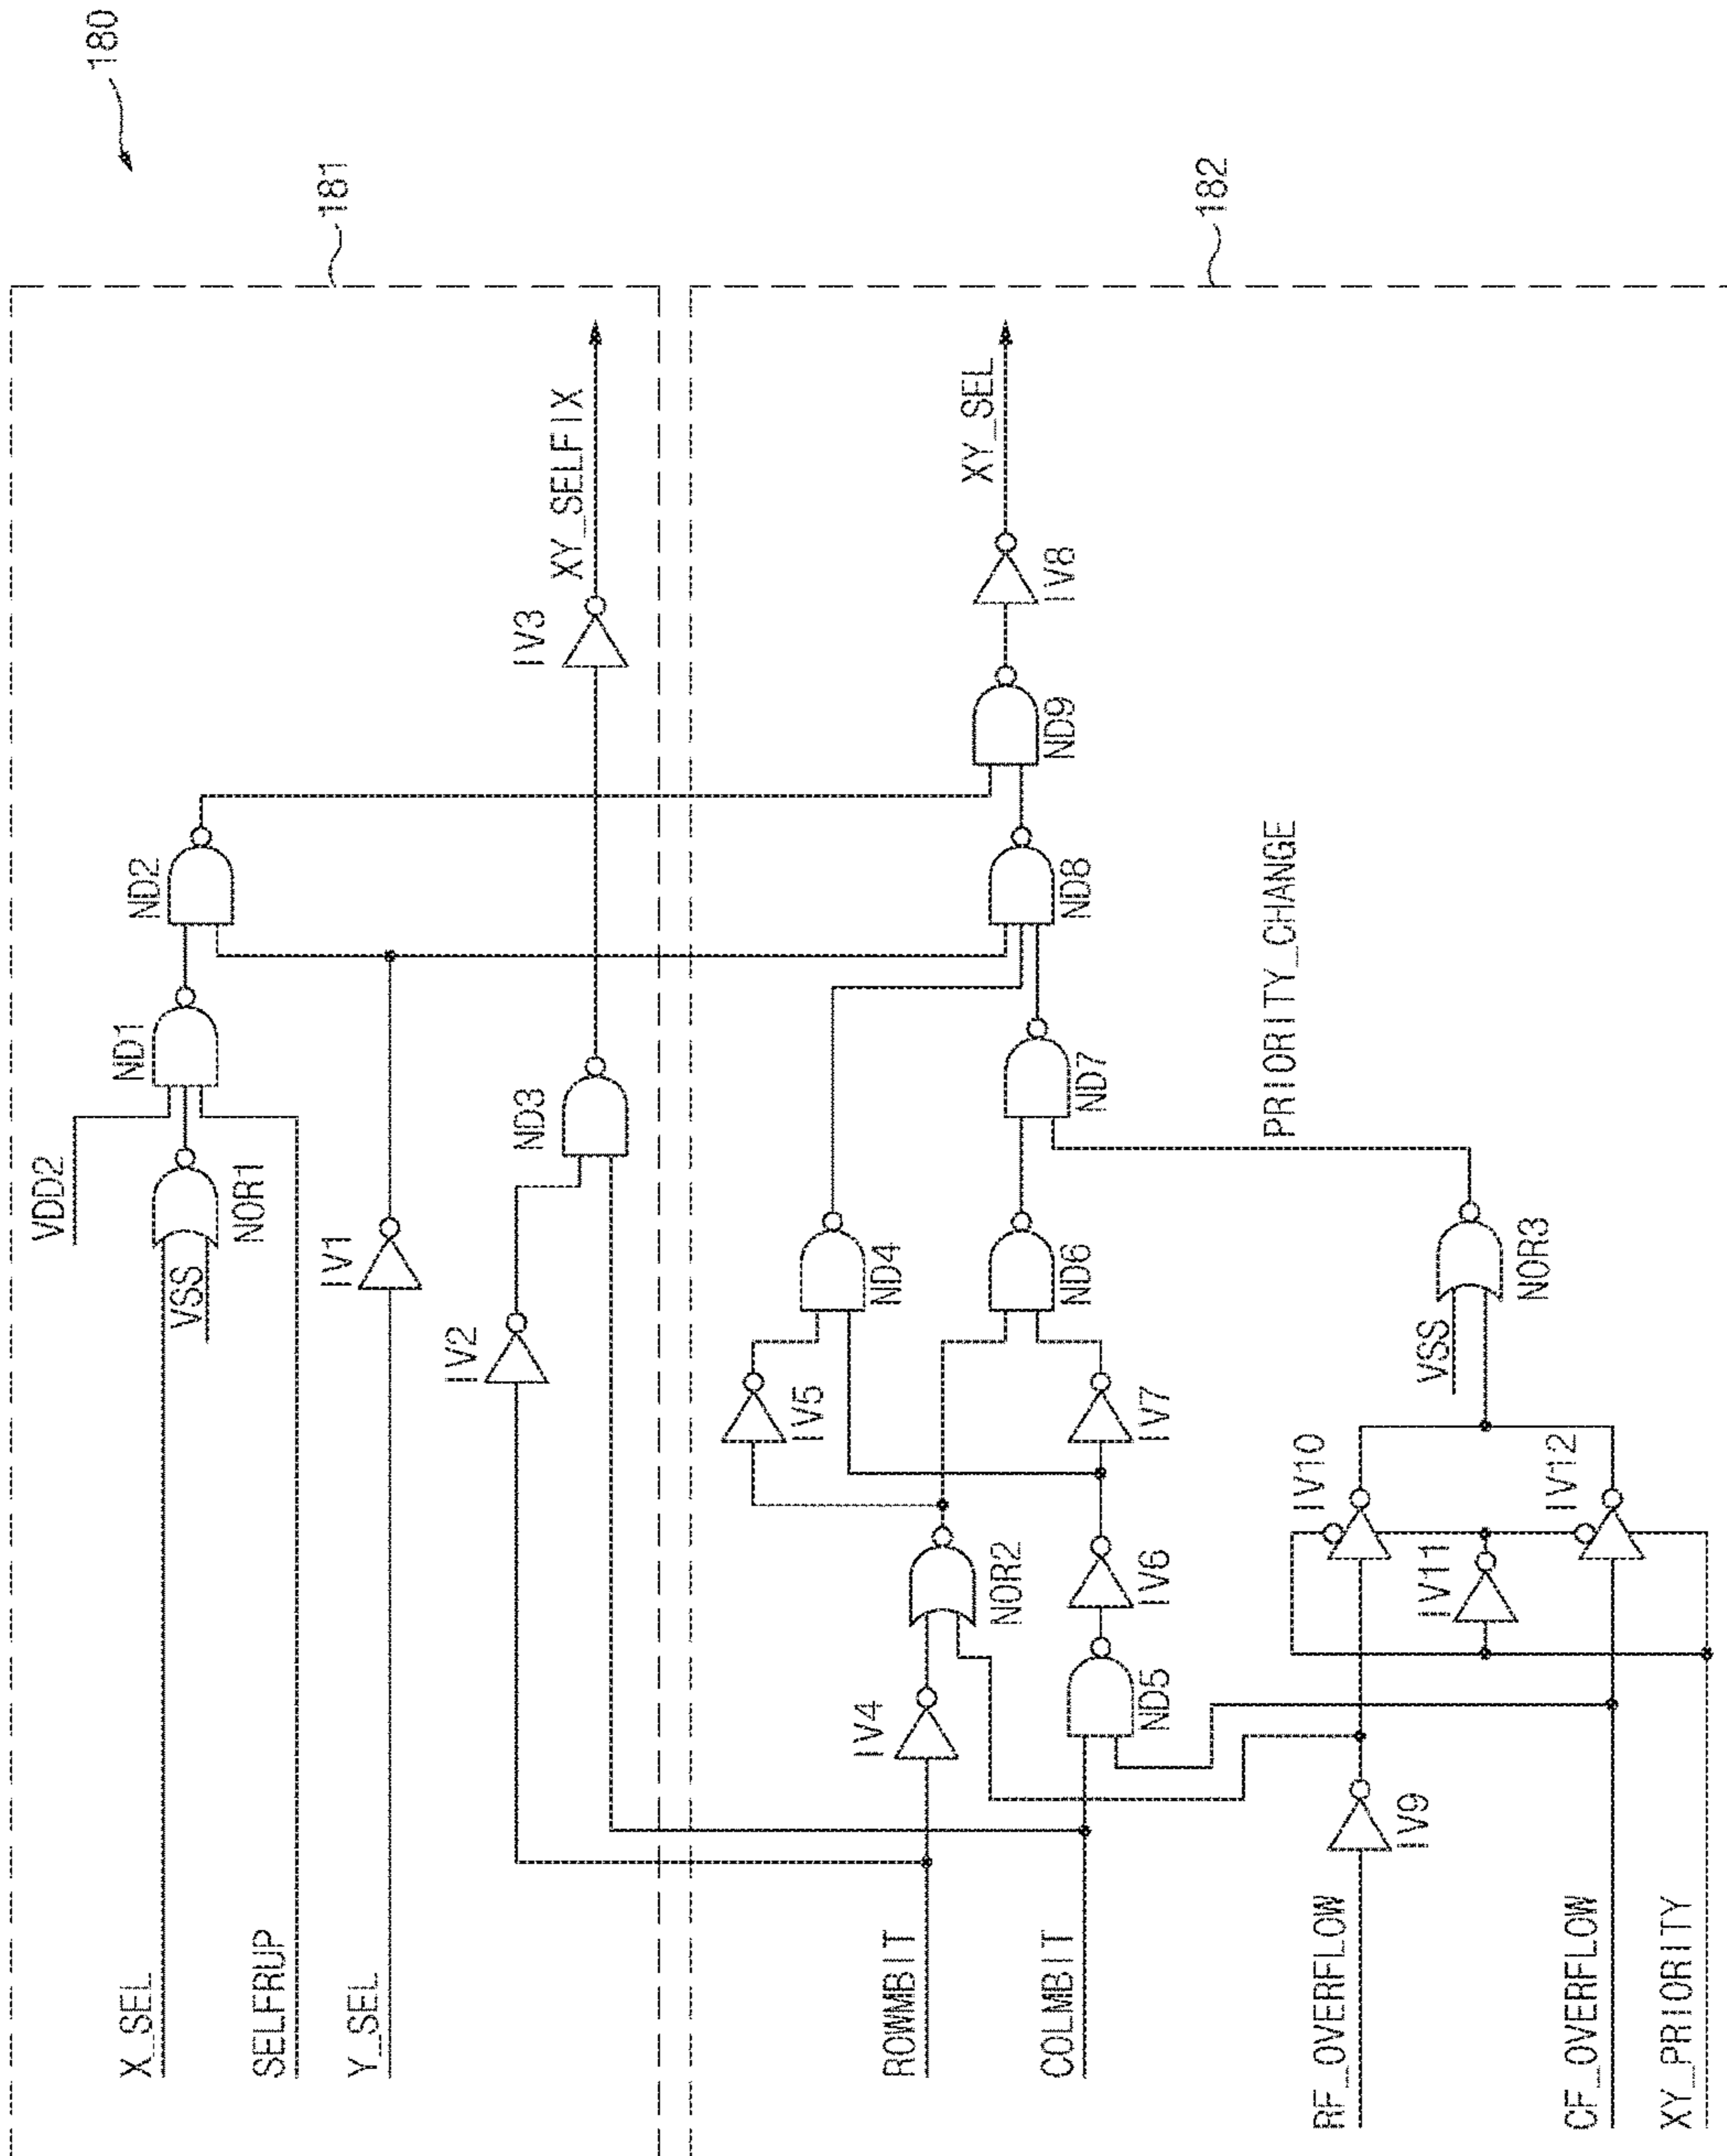 180
181
182
VDD2
ND1
ND2
X_SEL
VSS
NOR1
SELFRUP
IV1
Y_SEL
IV2
ND3
IV3
XY_SELFIX
IV5
ND4
IV4
NOR2
ROWMBIT
ND6
ND8
ND9
IV8
XY_SEL
ND7
IV7
IV6
ND5
COLMBIT
PRIORITY_CHANGE
IV10
IV9
RF_OVERFLOW
VSS
NOR3
IV11
IV12
CF_OVERFLOW
XY_PRIORITY